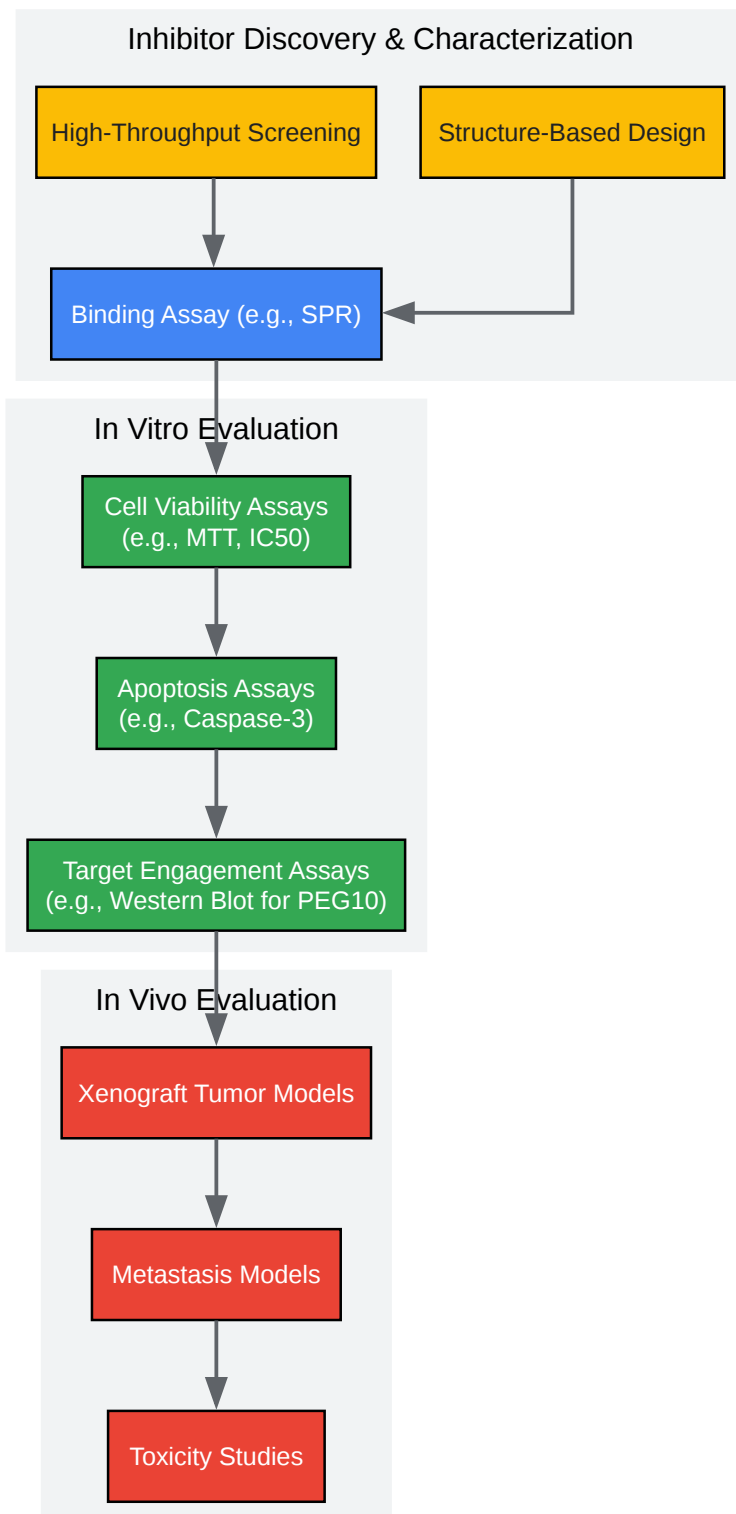 Inhibitor Discovery & Characterization
High-Throughput Screening
Structure-Based Design
Binding Assay (e.g., SPR)
In Vitro Evaluation
Cell Viability Assays
(e.g., MTT, IC50)
Apoptosis Assays
(e.g., Caspase-3)
Target Engagement Assays
(e.g., Western Blot for PEG10)
In Vivo Evaluation
Xenograft Tumor Models
Metastasis Models
Toxicity Studies